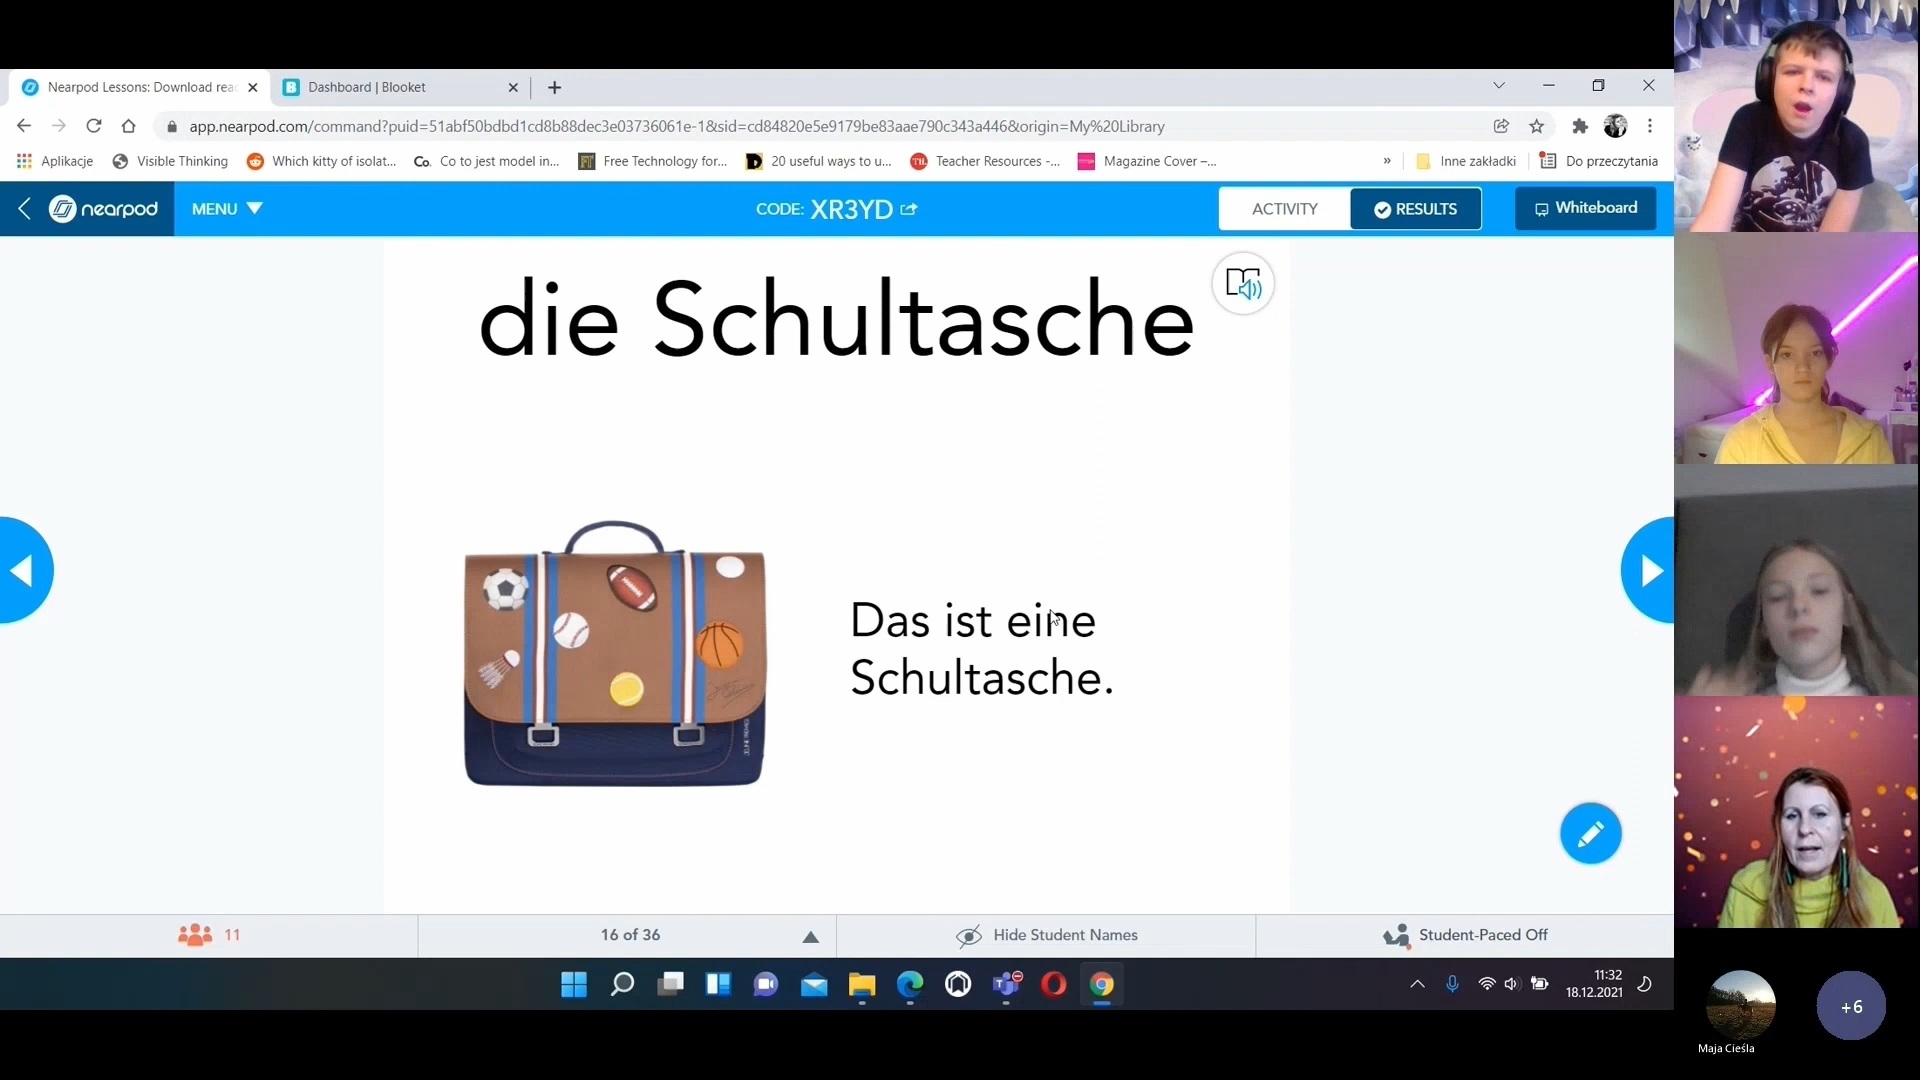 Nearpod Lessons: Download rea
Dashboard | Blooket
app.nearpod.com/command?puid=51abf50bdbd1cd8b88dec3e03736061e-1&sid=cd84820e5e9179be83aae790c343a446&origin=My%20Library
Aplikacje
Visible Thinking
Which kitty of isolat...
Co to jest model in...
Free Technology for...
20 useful ways to u...
Teacher Resources -...
Magazine Cover –...
»
Inne zakładki
Do przeczytania
nearpod
MENU
CODE: XR3YD
ACTIVITY
RESULTS
Whiteboard
die Schultasche
Das ist eine
Schultasche.
11
16 of 36
Hide Student Names
Student-Paced Off
11:32
18.12.2021
Maja Cieśla
+6